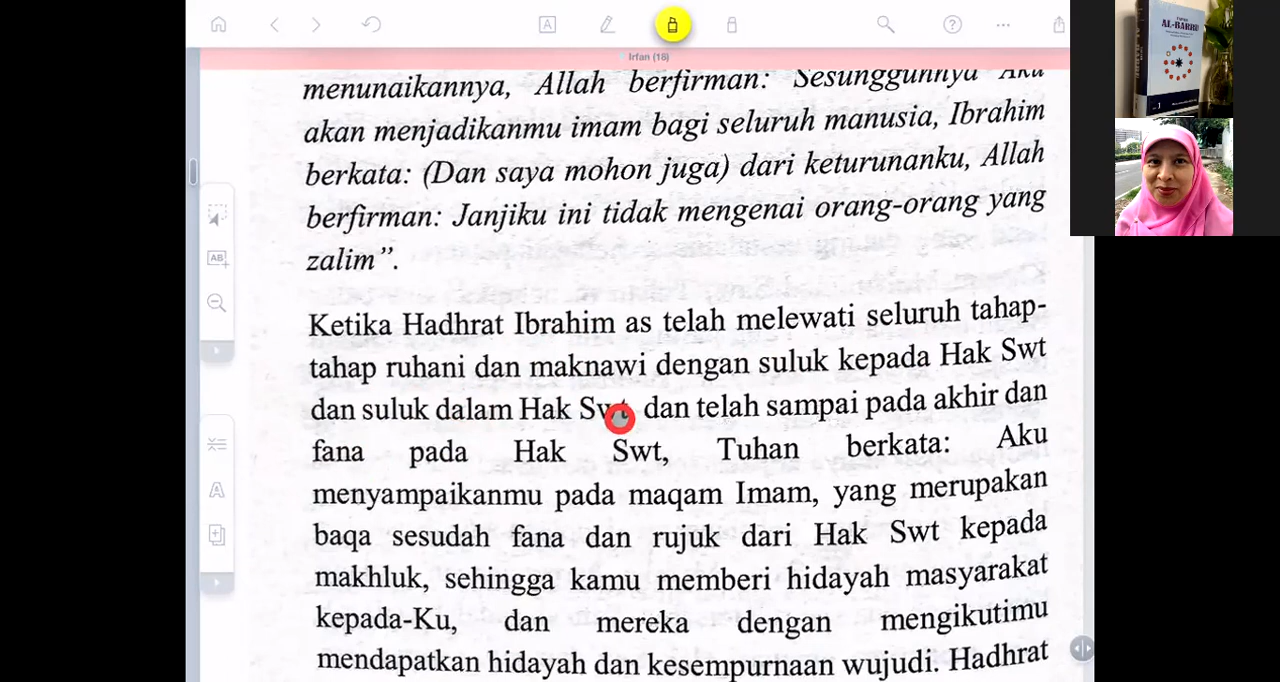 Irfan (18)
menunaikannya, Allah berfirman: Sesungguhnya Aku
akan menjadikanmu imam bagi seluruh manusia, Ibrahim
berkata: (Dan saya mohon juga) dari keturunanku, Allah
berfirman: Janjiku ini tidak mengenai orang-orang yang
zalim”.
Ketika Hadhrat Ibrahim as telah melewati seluruh tahap-
tahap ruhani dan maknawi dengan suluk kepada Hak Swt
dan suluk dalam Hak Swt dan telah sampai pada akhir dan
fana pada Hak Swt, Tuhan berkata: Aku
menyampaikanmu pada maqam Imam, yang merupakan
baqa sesudah fana dan rujuk dari Hak Swt kepada
makhluk, sehingga kamu memberi hidayah masyarakat
kepada-Ku, dan mereka dengan mengikutimu
mendapatkan hidayah dan kesempurnaan wujudi. Hadhrat
AL-BARRU